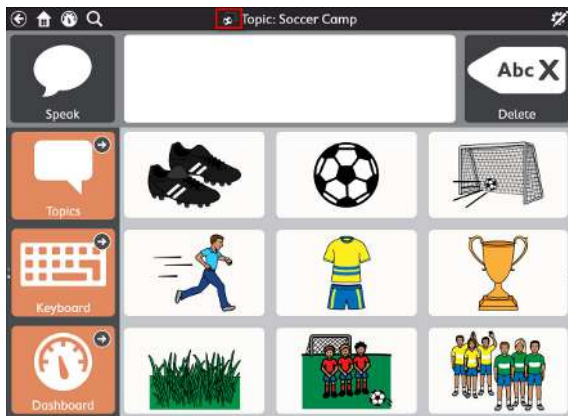 Topic: Soccer Camp
Speak
Abc X
Delete
Topics
Keyboard
Dashboard